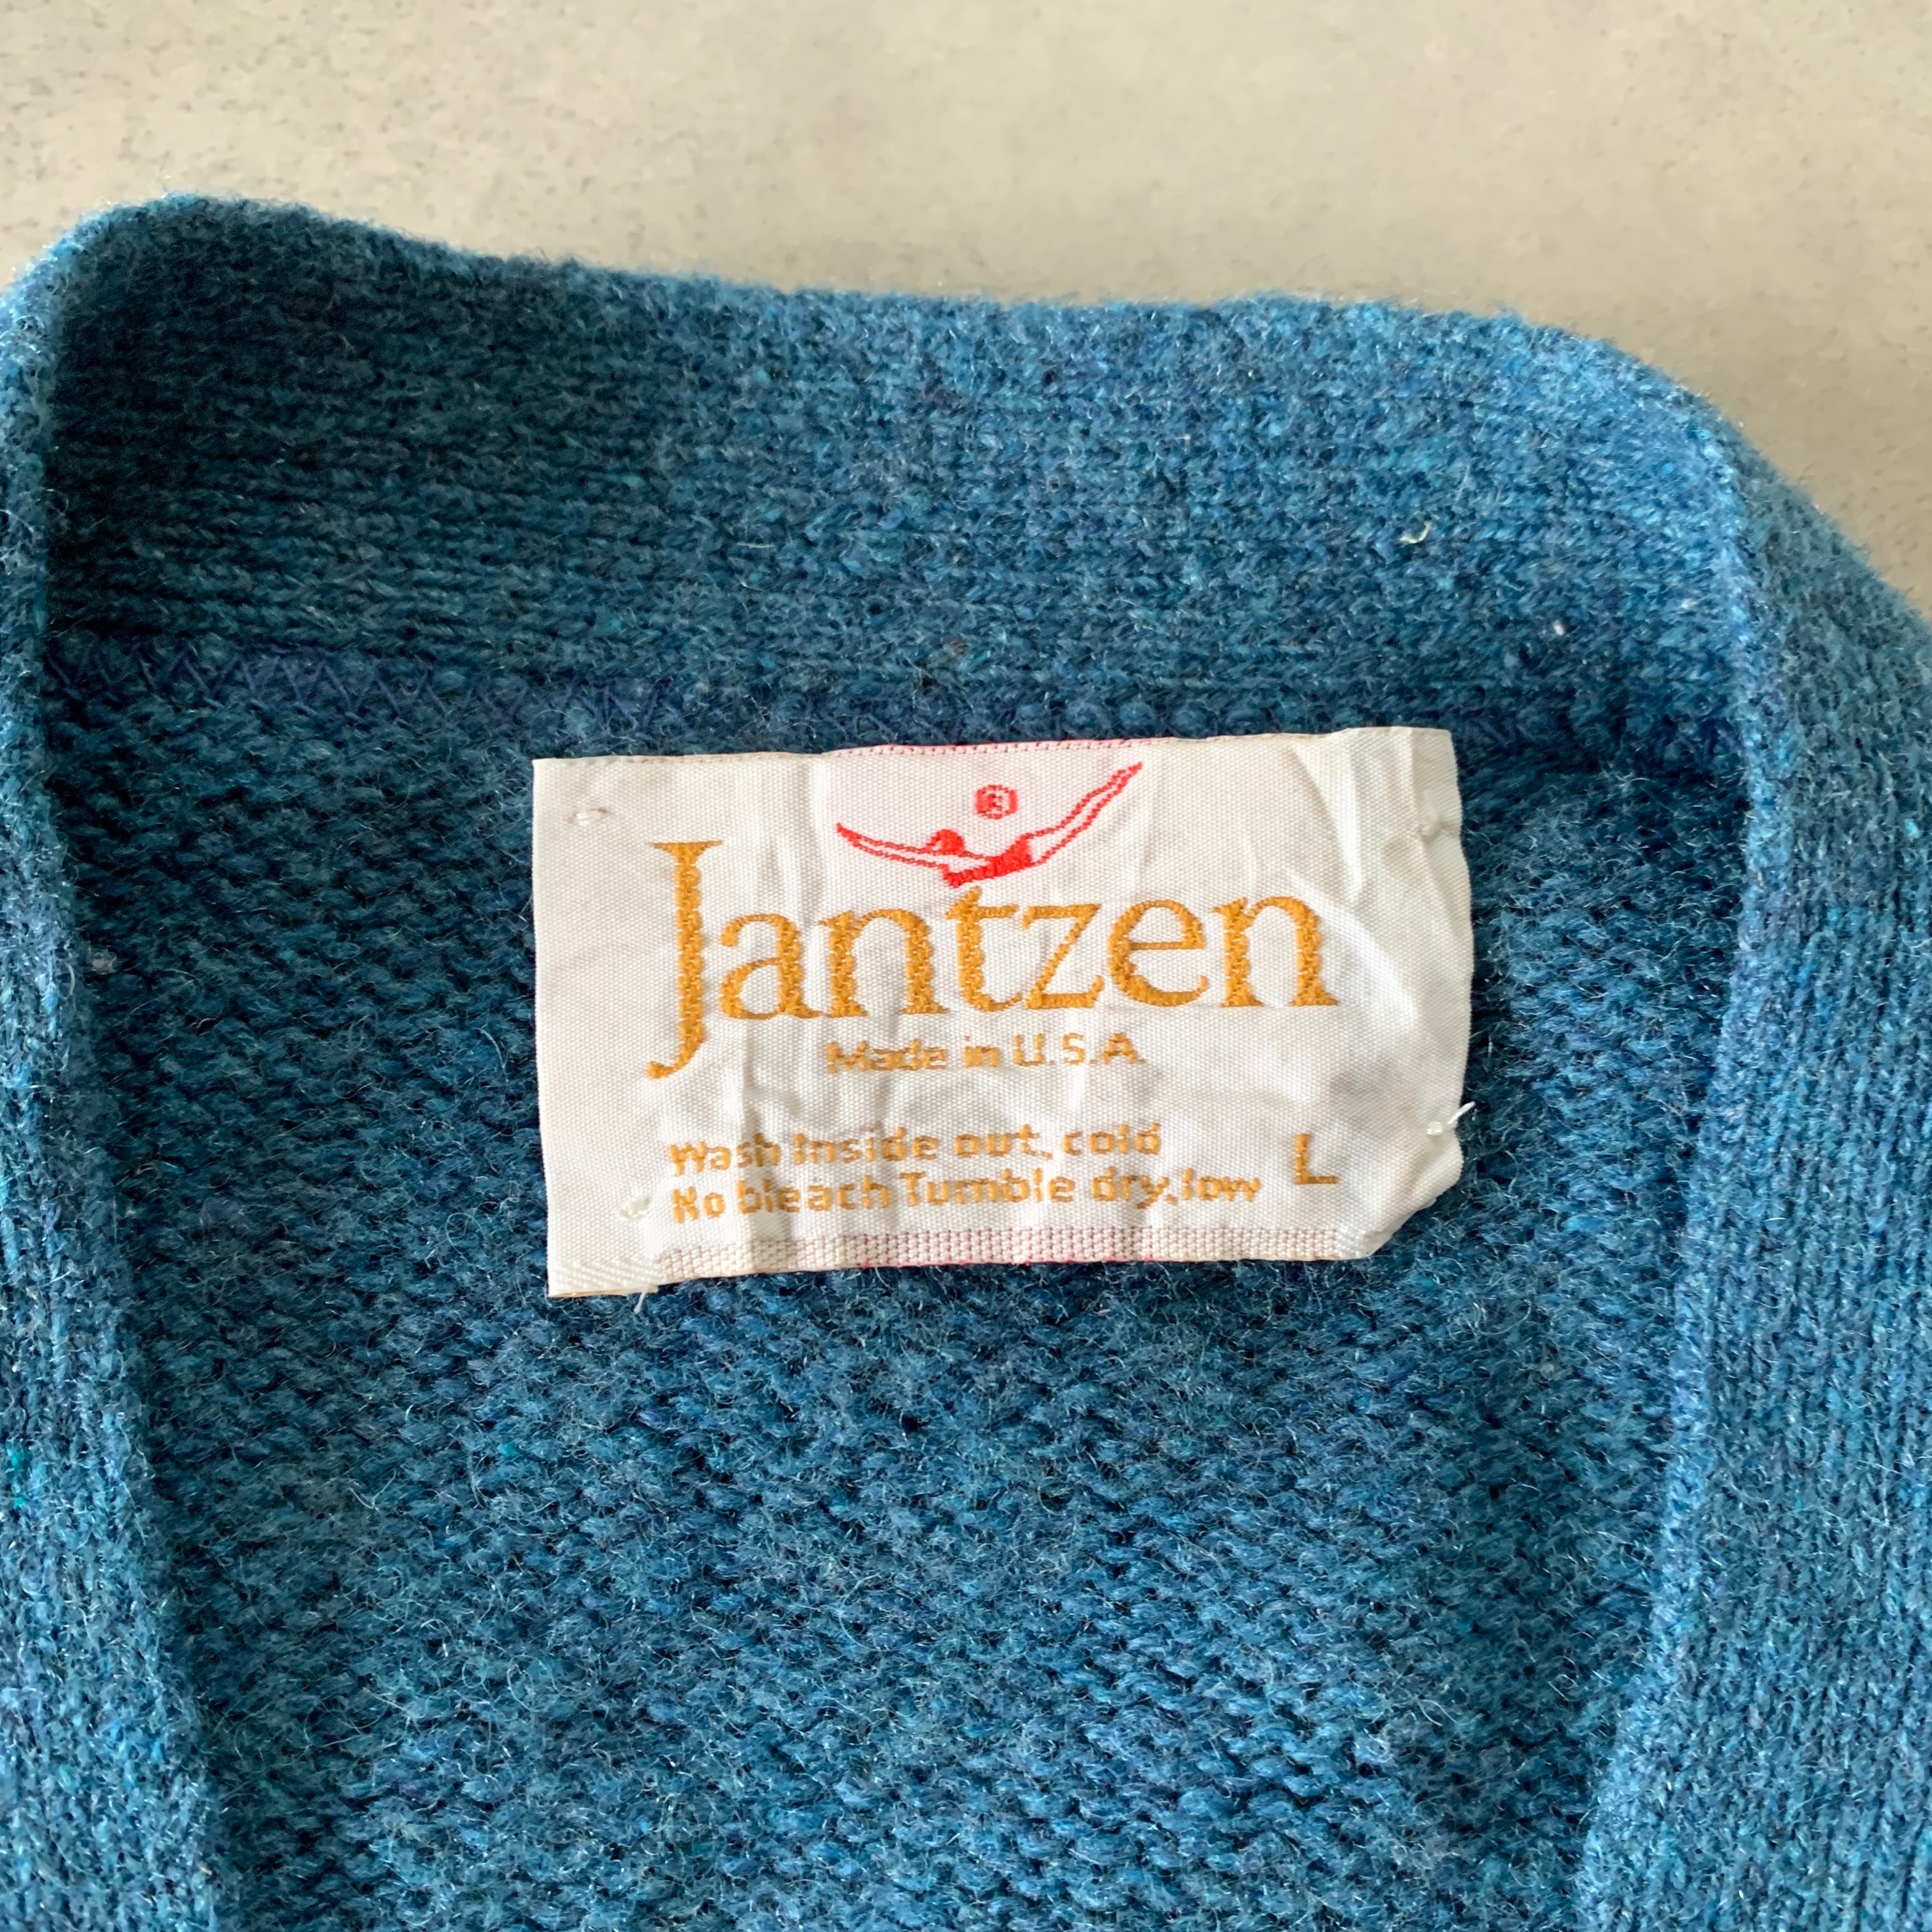 ®
Jantzen
Made in U.S.A.
Wash inside out, cold
No bleach Tumble dry, low
L